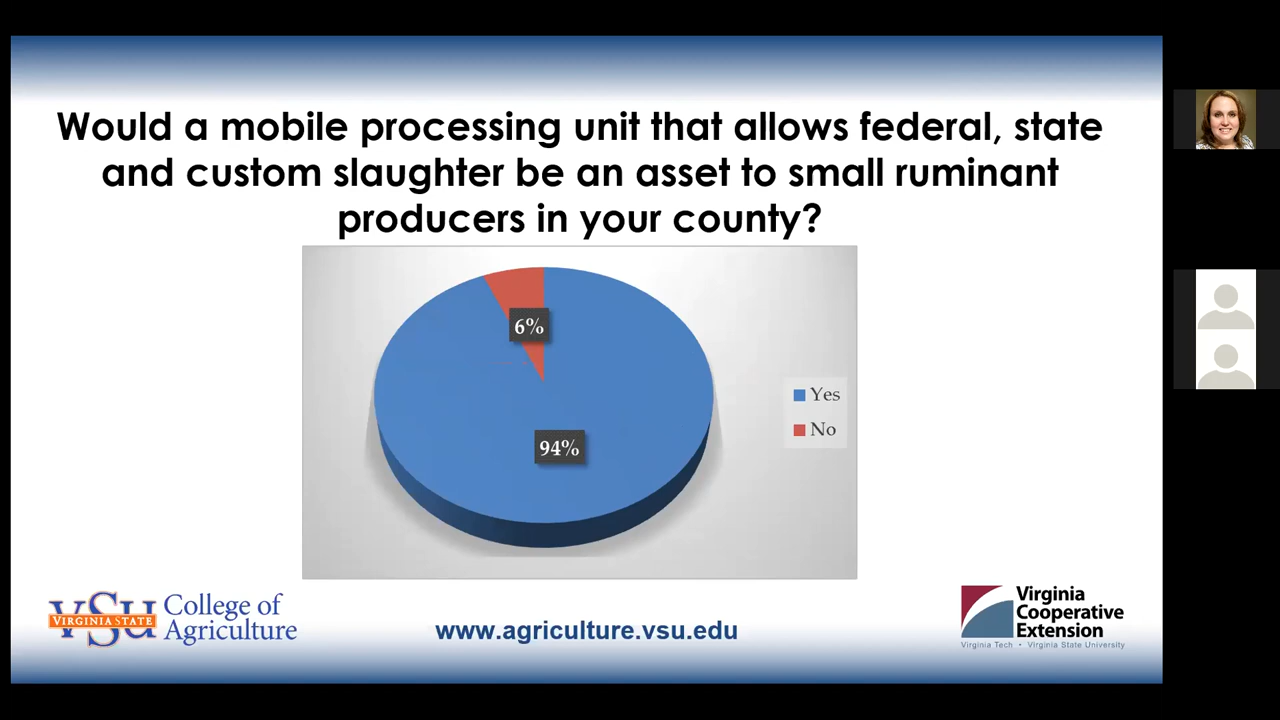 Would a mobile processing unit that allows federal, state
and custom slaughter be an asset to small ruminant
producers in your county?
6%
94%
Yes
No
VSU
VIRGINIA STATE
College of
Agriculture
www.agriculture.vsu.edu
Virginia
Cooperative
Extension
Virginia Tech • Virginia State University